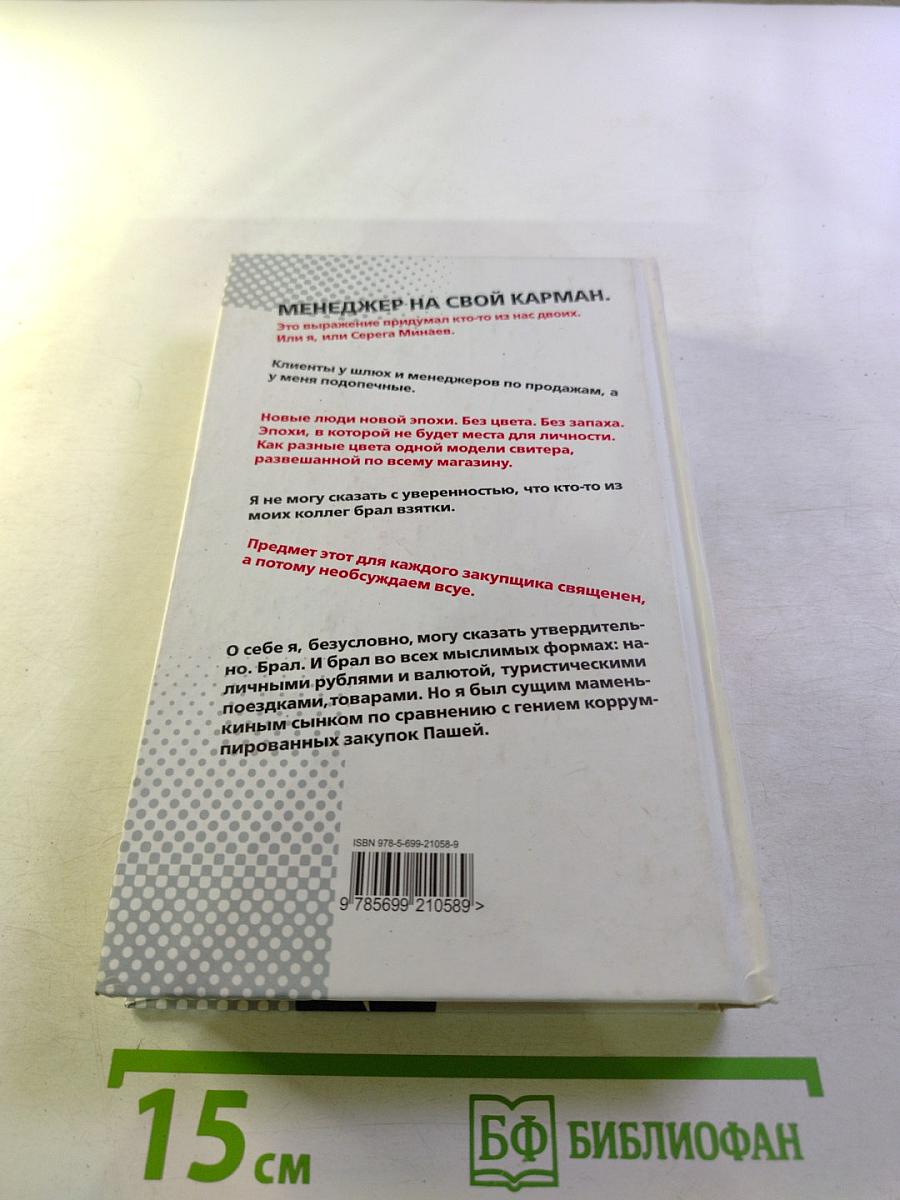 МЕНЕДЖЕР НА СВОЙ КАРМАН.
Это выражение придумал кто-то из нас двоих.
Или я, или Серега Минаев.
Клиенты у шлюх и менеджеров по продажам, а
у меня подопечные.
Новые люди новой эпохи. Без цвета. Без запаха.
Эпохи, в которой не будет места для личности.
Как разные цвета одной модели свитера,
развешанной по всему магазину.
Я не могу сказать с уверенностью, что кто-то из
моих коллег брал взятки.
Предмет этот для каждого закупщика священен,
а потому необсуждаем всуе.
О себе я, безусловно, могу сказать утвердитель-
но. Брал. И брал во всех мыслимых формах: на-
личными рублями и валютой, туристическими
поездками, товарами. Но я был сущим мамень-
киным сынком по сравнению с гением коррум-
пированных закупок Пашей.
ISBN 978-5-699-21058-9
9 785699 210589 >
15 см
БФ БИБЛИОФАН